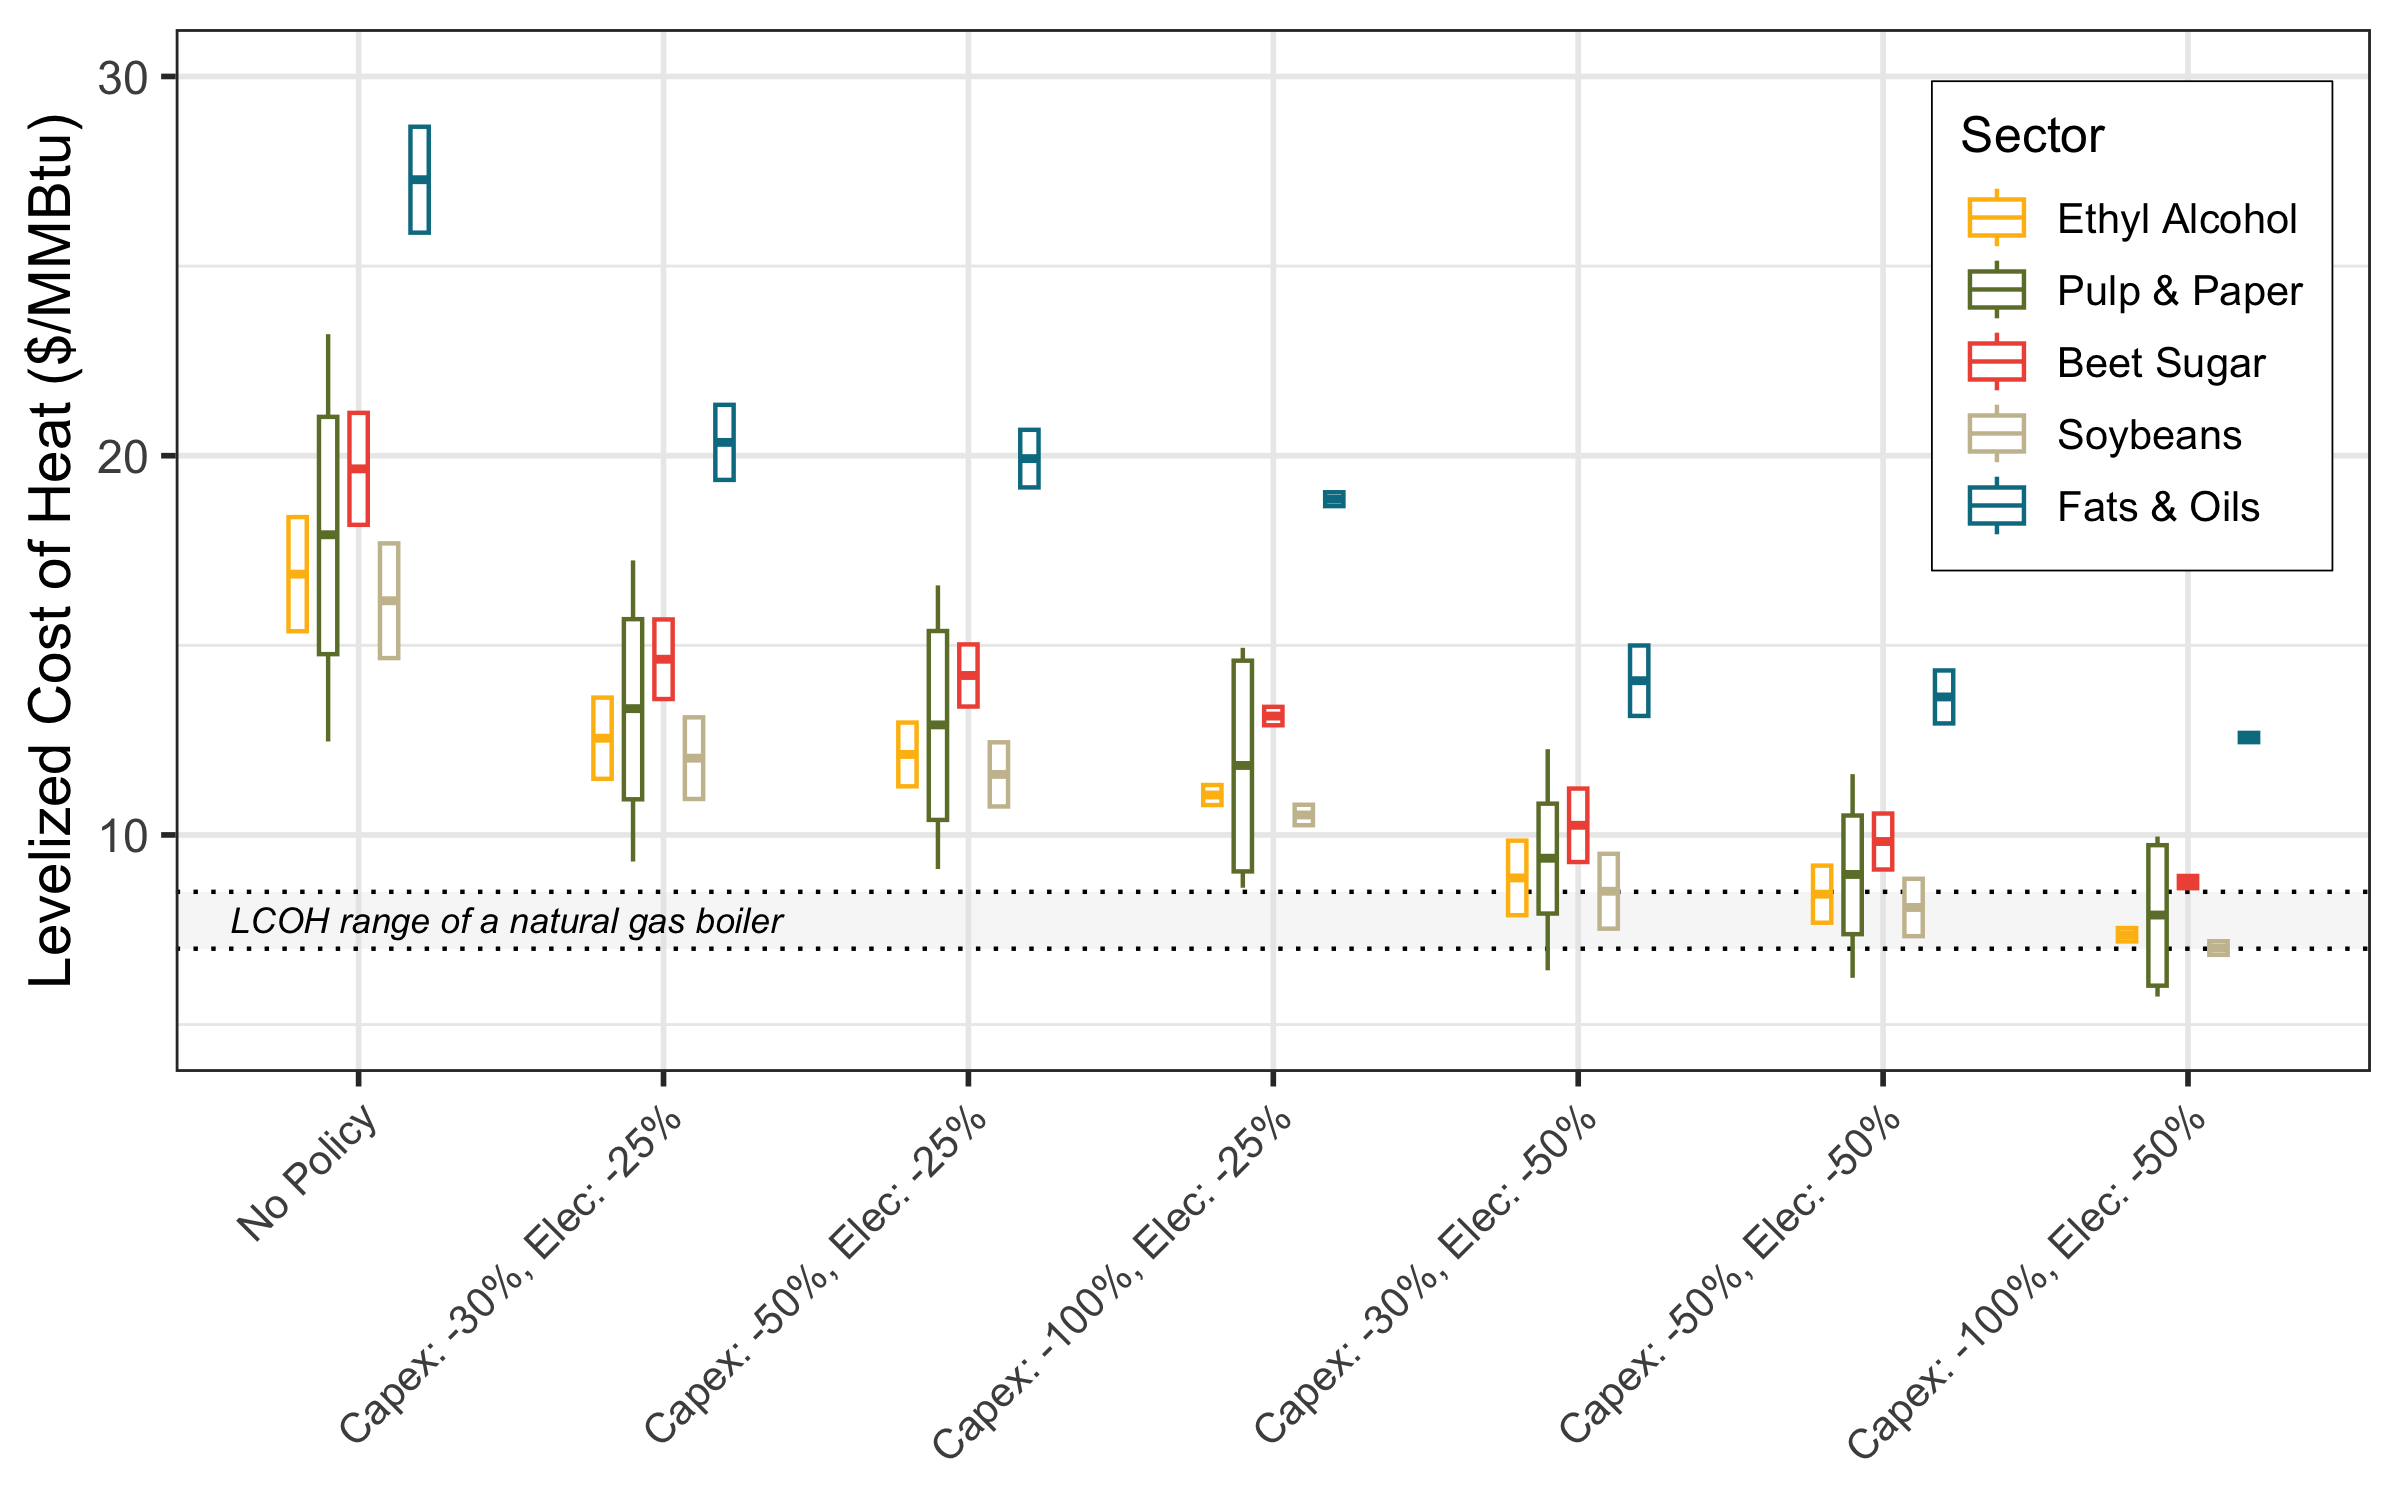 Levelized Cost of Heat ($/MMBtu)
30
20
10
Sector
Ethyl Alcohol
Pulp & Paper
Beet Sugar
Soybeans
Fats & Oils
LCOH range of a natural gas boiler
No Policy
Capex: -30%, Elec: -25%
Capex: -50%, Elec: -25%
Capex: -100%, Elec: -25%
Capex: -30%, Elec: -50%
Capex: -50%, Elec: -50%
Capex: -100%, Elec: -50%